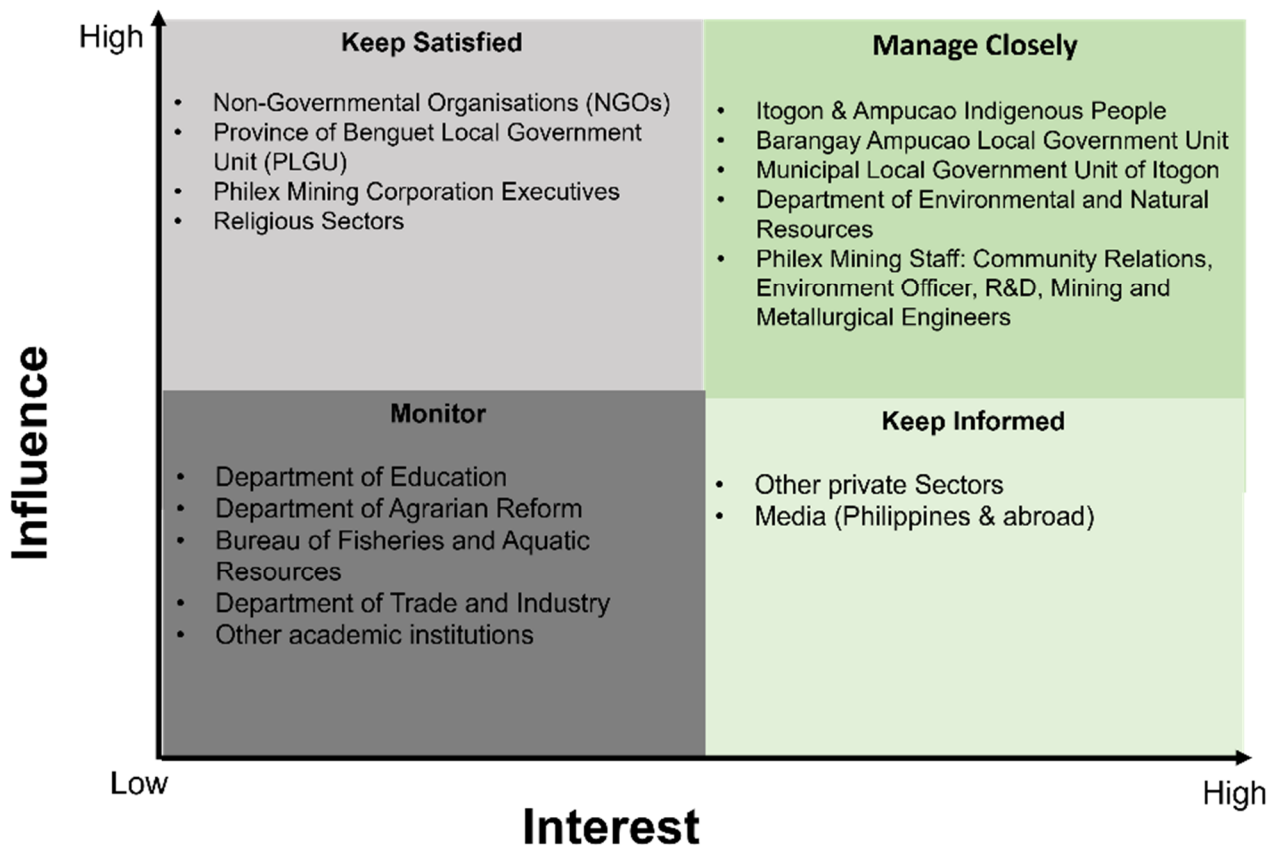 High
Keep Satisfied
• Non-Governmental Organisations (NGOs)
• Province of Benguet Local Government
Unit (PLGU)
• Philex Mining Corporation Executives
• Religious Sectors
Manage Closely
• Itogon & Ampucao Indigenous People
• Barangay Ampucao Local Government Unit
• Municipal Local Government Unit of Itogon
• Department of Environmental and Natural
Resources
• Philex Mining Staff: Community Relations,
Environment Officer, R&D, Mining and
Metallurgical Engineers
Influence
Monitor
• Department of Education
• Department of Agrarian Reform
• Bureau of Fisheries and Aquatic
Resources
• Department of Trade and Industry
• Other academic institutions
Keep Informed
• Other private Sectors
• Media (Philippines & abroad)
Low
High
Interest